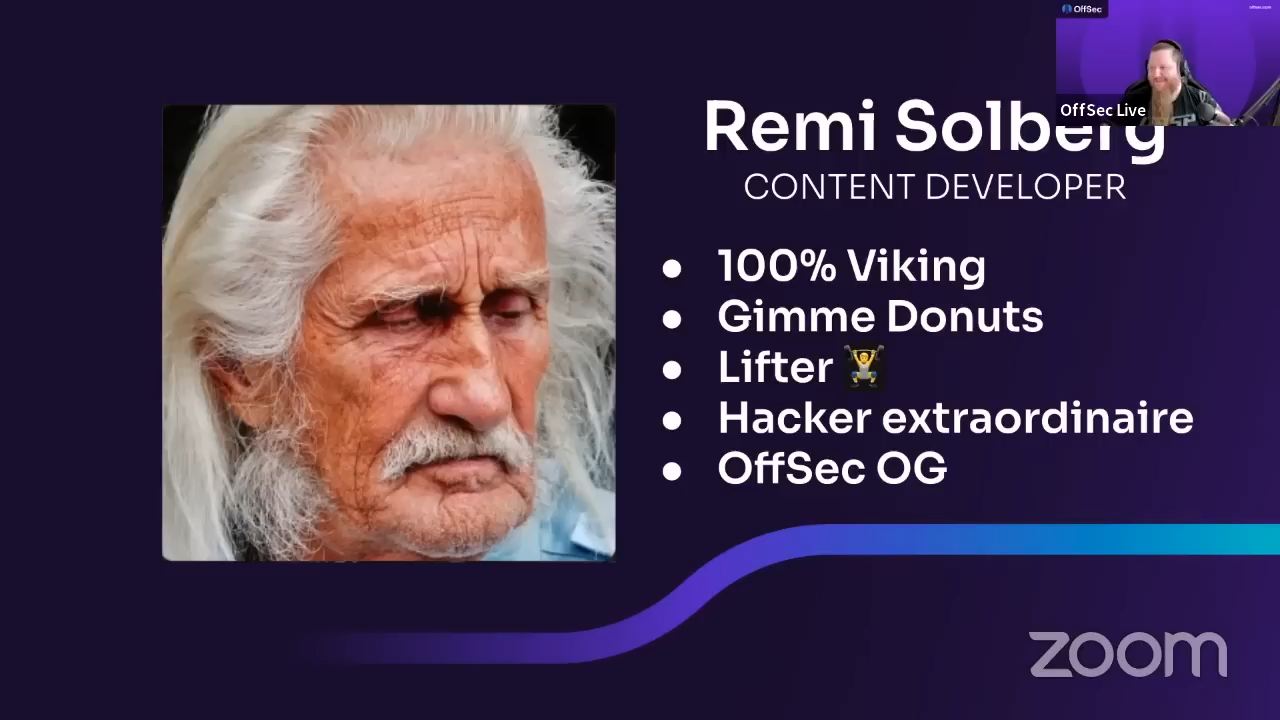 OffSec
OffSec Live
Remi Solberg
CONTENT DEVELOPER
● 100% Viking
● Gimme Donuts
● Lifter 🏋️
● Hacker extraordinaire
● OffSec OG
zoom